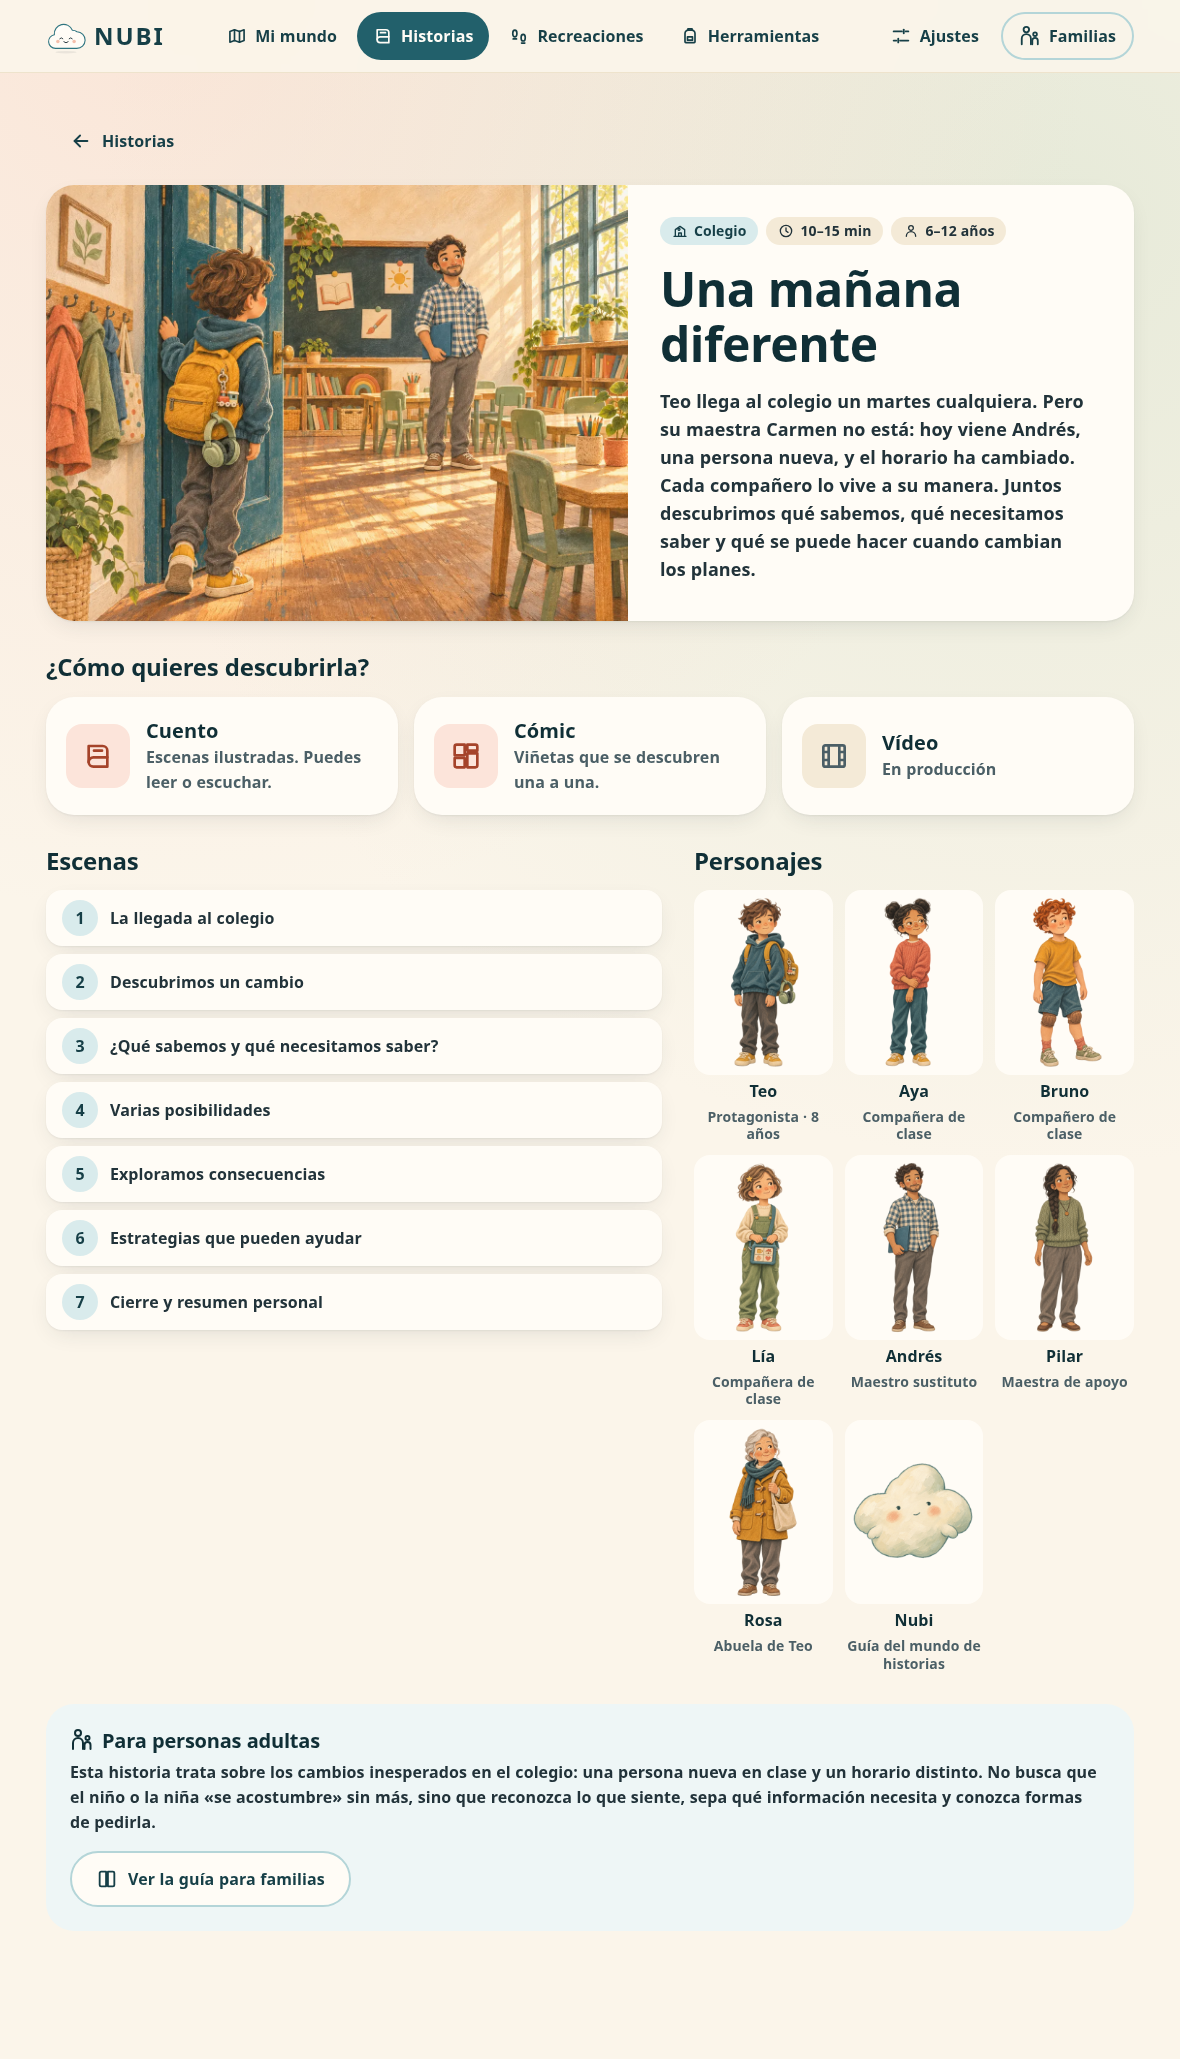 NUBI
Mi mundo
Historias
Recreaciones
Herramientas
Ajustes
Familias
Historias
Colegio
10–15 min
6–12 años
Una mañana
diferente
Teo llega al colegio un martes cualquiera. Pero
su maestra Carmen no está: hoy viene Andrés,
una persona nueva, y el horario ha cambiado.
Cada compañero lo vive a su manera. Juntos
descubrimos qué sabemos, qué necesitamos
saber y qué se puede hacer cuando cambian
los planes.
¿Cómo quieres descubrirla?
Cuento
Escenas ilustradas. Puedes
leer o escuchar.
Cómic
Viñetas que se descubren
una a una.
Vídeo
En producción
Escenas
1 La llegada al colegio
2 Descubrimos un cambio
3 ¿Qué sabemos y qué necesitamos saber?
4 Varias posibilidades
5 Exploramos consecuencias
6 Estrategias que pueden ayudar
7 Cierre y resumen personal
Personajes
Teo
Protagonista · 8
años
Aya
Compañera de
clase
Bruno
Compañero de
clase
Lía
Compañera de
clase
Andrés
Maestro sustituto
Pilar
Maestra de apoyo
Rosa
Abuela de Teo
Nubi
Guía del mundo de
historias
Para personas adultas
Esta historia trata sobre los cambios inesperados en el colegio: una persona nueva en clase y un horario distinto. No busca que
el niño o la niña «se acostumbre» sin más, sino que reconozca lo que siente, sepa qué información necesita y conozca formas
de pedirla.
Ver la guía para familias